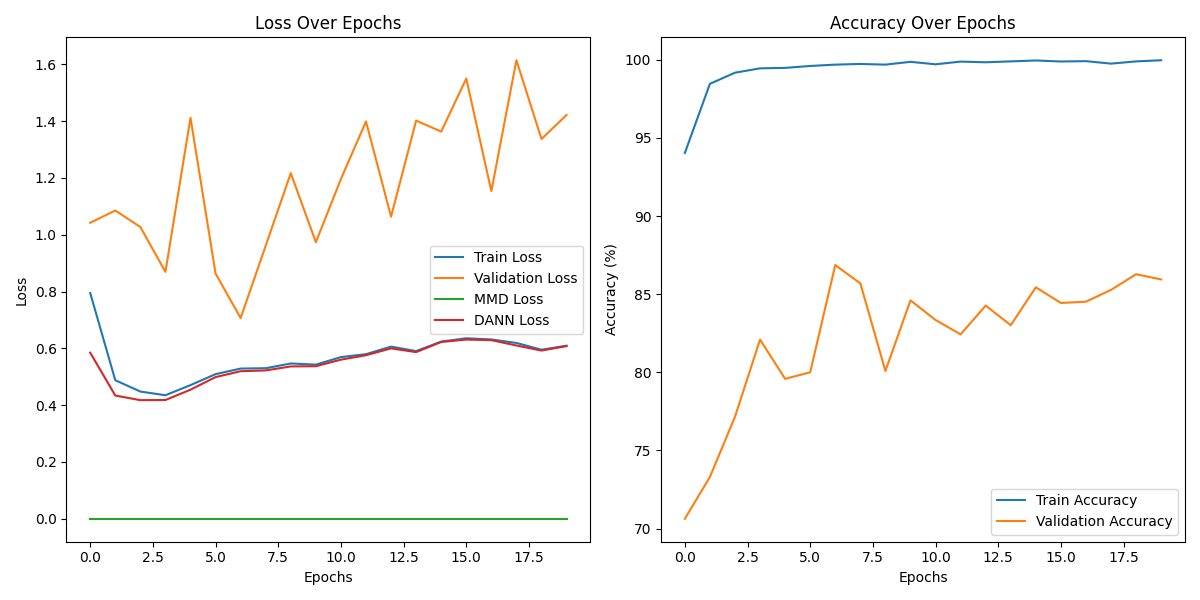 Loss Over Epochs
Loss
1.6
1.4
1.2
1.0
0.8
0.6
0.4
0.2
0.0
0.0 2.5 5.0 7.5 10.0 12.5 15.0 17.5
Epochs
Train Loss
Validation Loss
MMD Loss
DANN Loss
Accuracy Over Epochs
Accuracy (%)
100
95
90
85
80
75
70
0.0 2.5 5.0 7.5 10.0 12.5 15.0 17.5
Epochs
Train Accuracy
Validation Accuracy